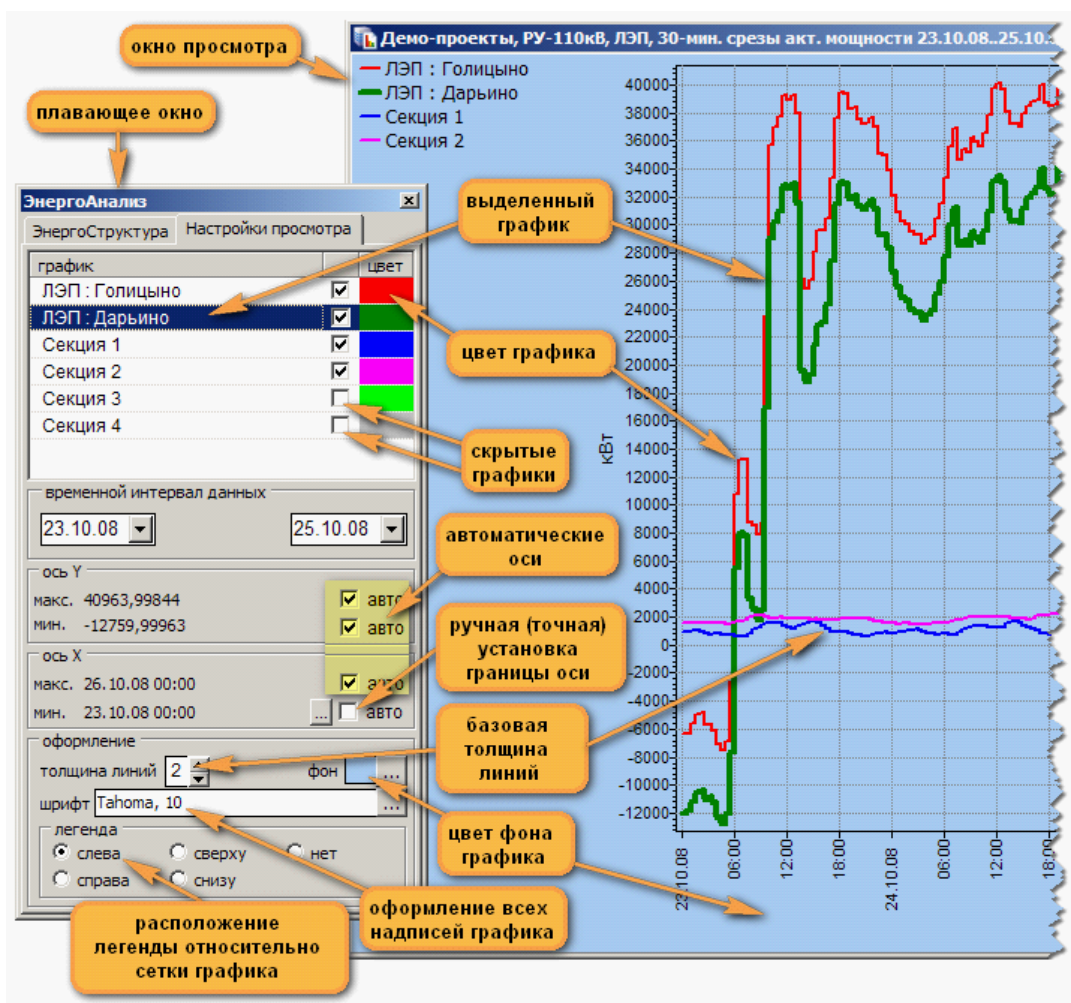 окно просмотра
Демо-проекты, РУ-110кВ, ЛЭП, 30-мин. срезы акт. мощности 23.10.08..25.10..
ЛЭП : Голицыно
ЛЭП : Дарьино
Секция 1
Секция 2
плавающее окно
ЭнергоАнализ
ЭнергоСтруктура
Настройки просмотра
график
цвет
ЛЭП : Голицыно
ЛЭП : Дарьино
Секция 1
Секция 2
Секция 3
Секция 4
временной интервал данных
23.10.08
25.10.08
ось Y
макс. 40963,99844
авто
мин. -12759,99963
авто
ось X
макс. 26.10.08 00:00
авто
мин. 23.10.08 00:00
...
авто
оформление
толщина линий 2
фон
...
шрифт Tahoma, 10
...
легенда
слева
сверху
нет
справа
снизу
выделенный
график
цвет графика
скрытые
графики
автоматические
оси
ручная (точная)
установка
границы оси
базовая
толщина
линий
цвет фона
графика
оформление всех
надписей графика
расположение
легенды относительно
сетки графика
кВт
40000
38000
36000
34000
32000
30000
28000
26000
24000
22000
20000
18000
16000
14000
12000
10000
8000
6000
4000
2000
0
-2000
-4000
-6000
-8000
-10000
-12000
23.10.08
06:00
12:00
18:00
24.10.08
06:00
12:00
18:00